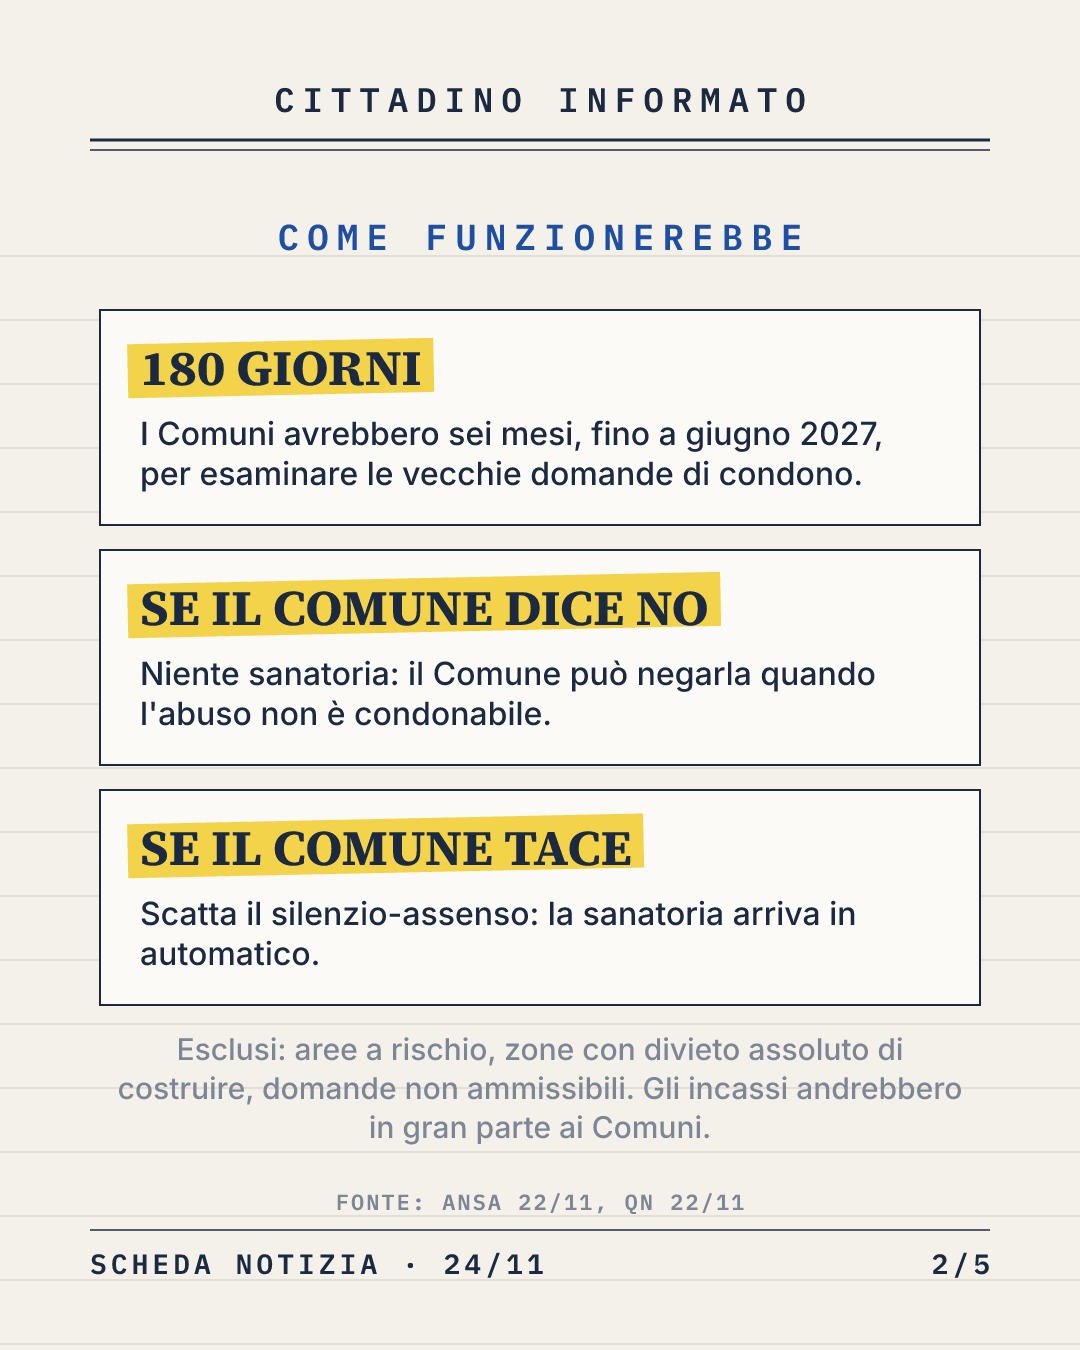 CITTADINO INFORMATO
COME FUNZIONEREBBE
180 GIORNI
I Comuni avrebbero sei mesi, fino a giugno 2027,
per esaminare le vecchie domande di condono.
SE IL COMUNE DICE NO
Niente sanatoria: il Comune può negarla quando
l'abuso non è condonabile.
SE IL COMUNE TACE
Scatta il silenzio-assenso: la sanatoria arriva in
automatico.
Esclusi: aree a rischio, zone con divieto assoluto di
costruire, domande non ammissibili. Gli incassi andrebbero
in gran parte ai Comuni.
FONTE: ANSA 22/11, QN 22/11
SCHEDA NOTIZIA · 24/11 2/5